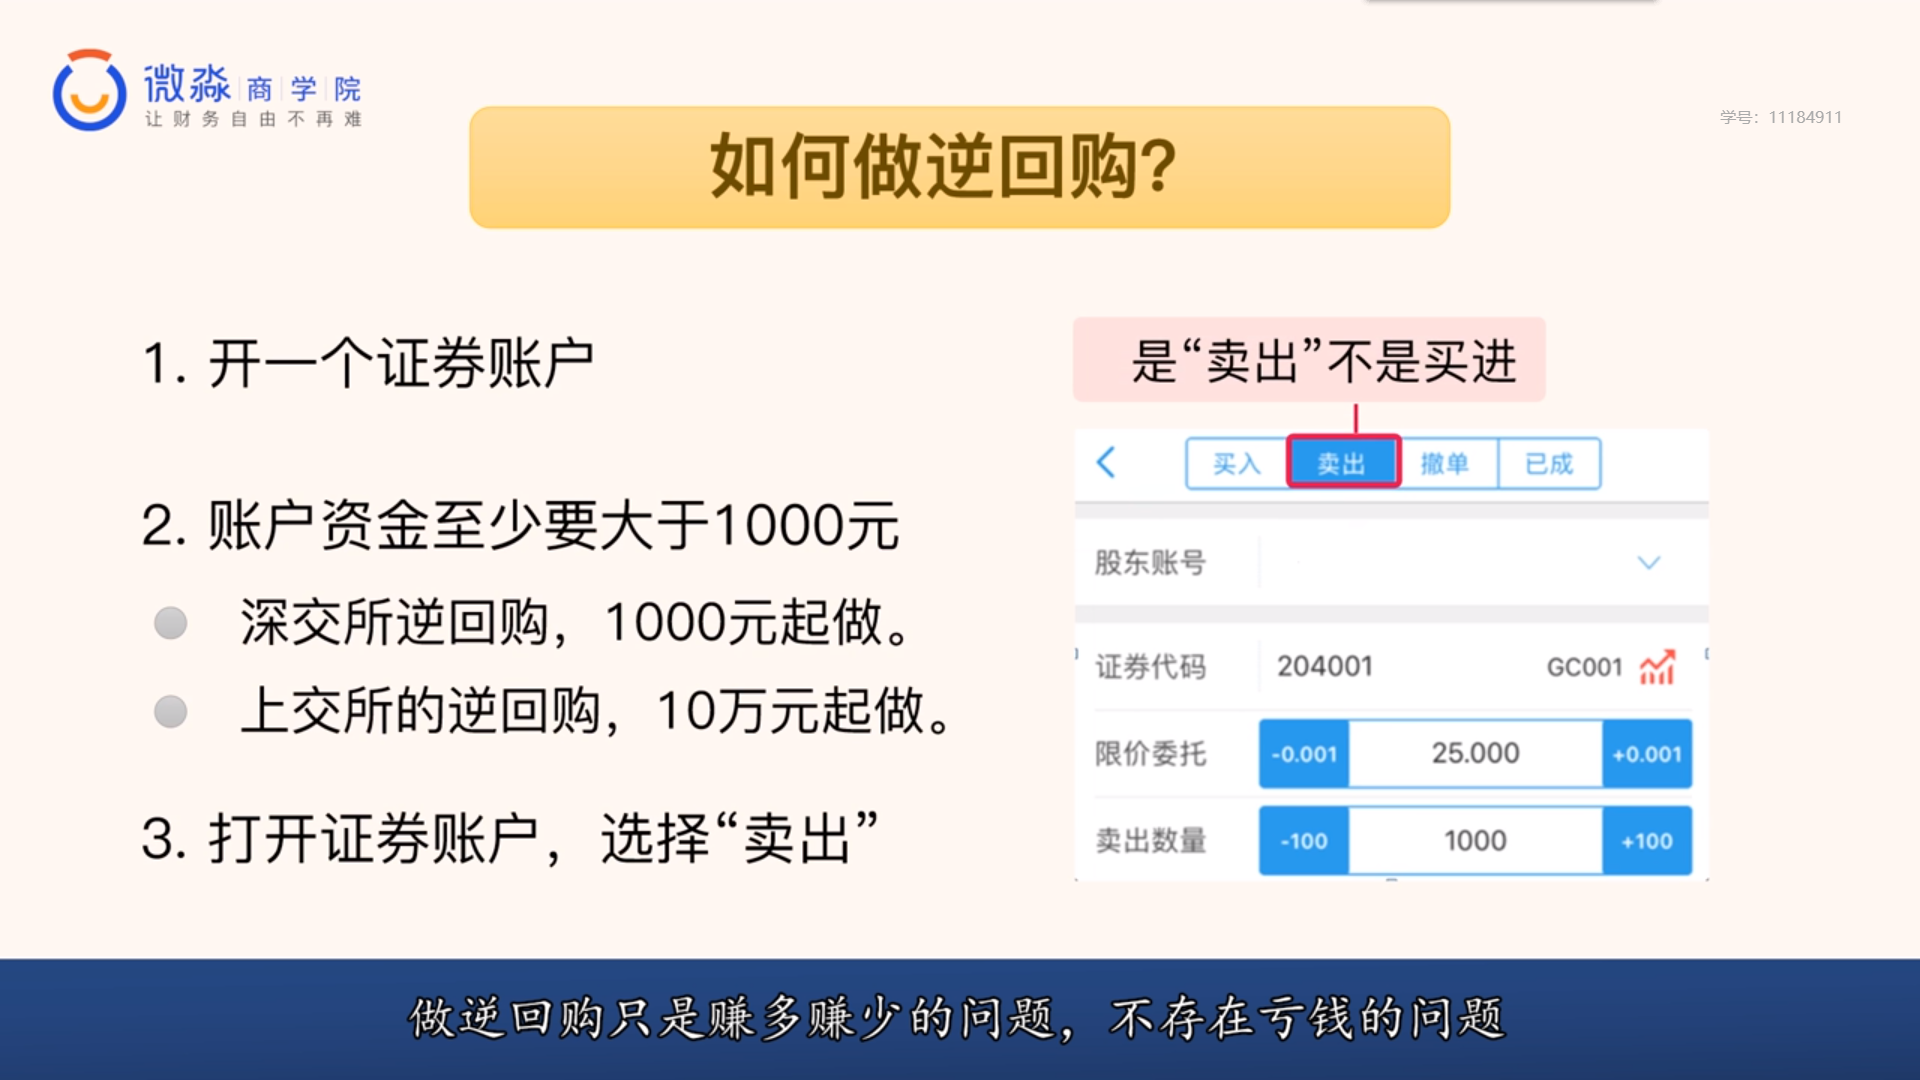 微淼商学院
让财务自由不再难
学号：11184911
如何做逆回购?
1. 开一个证券账户
2. 账户资金至少要大于1000元
深交所逆回购，1000元起做。
上交所的逆回购，10万元起做。
3. 打开证券账户，选择“卖出”
是“卖出”不是买进
买入 卖出 撤单 已成
股东账号
证券代码 204001 GC001
限价委托 -0.001 25.000 +0.001
卖出数量 -100 1000 +100
做逆回购只是赚多赚少的问题，不存在亏钱的问题